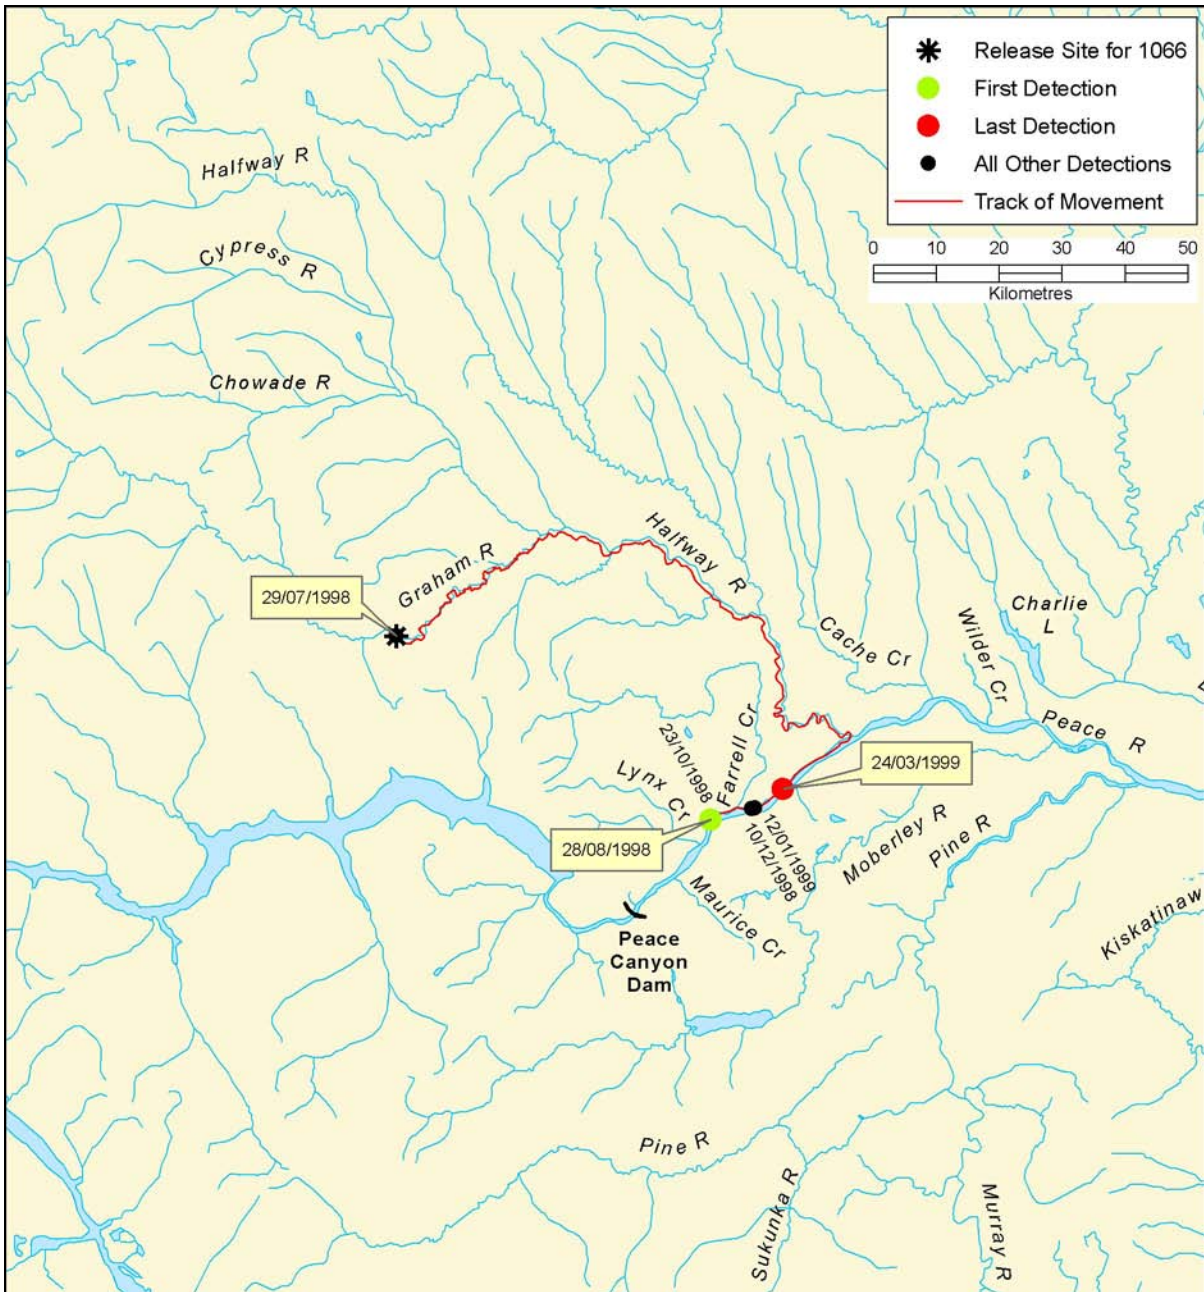 Release Site for 1066
First Detection
Last Detection
All Other Detections
Track of Movement
0 10 20 30 40 50
Kilometres
Halfway R
Cypress R
Chowade R
Graham R
29/07/1998
Halfway R
Cache Cr
Wilder Cr
Charlie
L
Peace R
Farrell Cr
23/10/1998
Lynx Cr
24/03/1999
28/08/1998
12/01/1999
10/12/1998
Maurice Cr
Moberley R
Pine R
Kiskatinaw
Peace
Canyon
Dam
Pine R
Sukunka R
Murray R